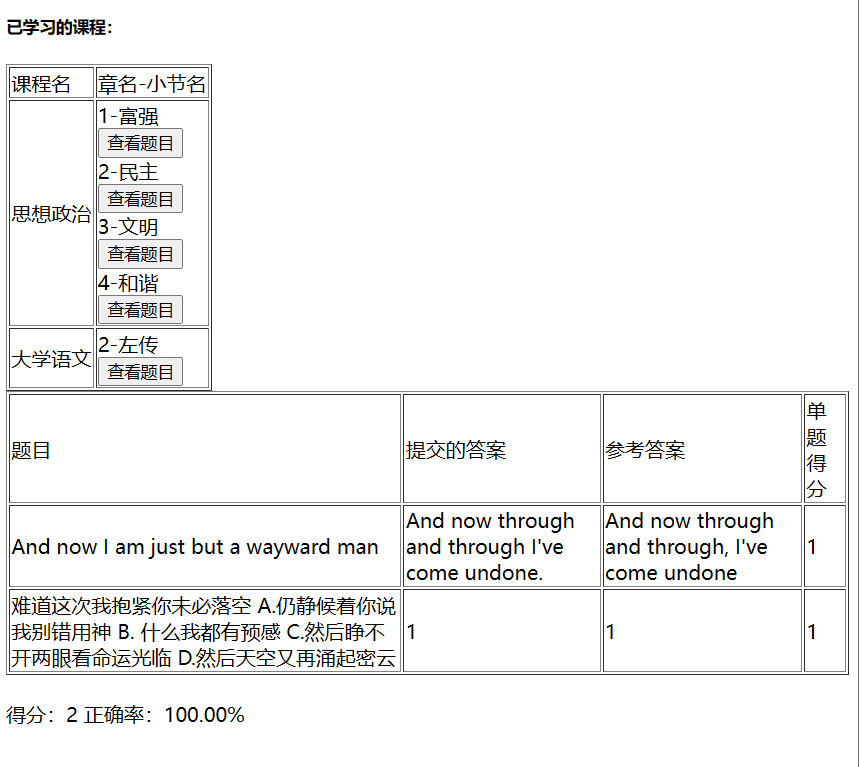 已学习的课程：
课程名 章名-小节名
思想政治
1-富强
查看题目
2-民主
查看题目
3-文明
查看题目
4-和谐
查看题目
大学语文
2-左传
查看题目
题目 提交的答案 参考答案
单
题
得
分
And now I am just but a wayward man
And now through
and through I've
come undone.
And now through
and through, I've
come undone
1
难道这次我抱紧你未必落空 A.仍静候着你说
我别错用神 B. 什么我都有预感 C.然后睁不
开两眼看命运光临 D.然后天空又再涌起密云
1
1
1
得分：2 正确率：100.00%